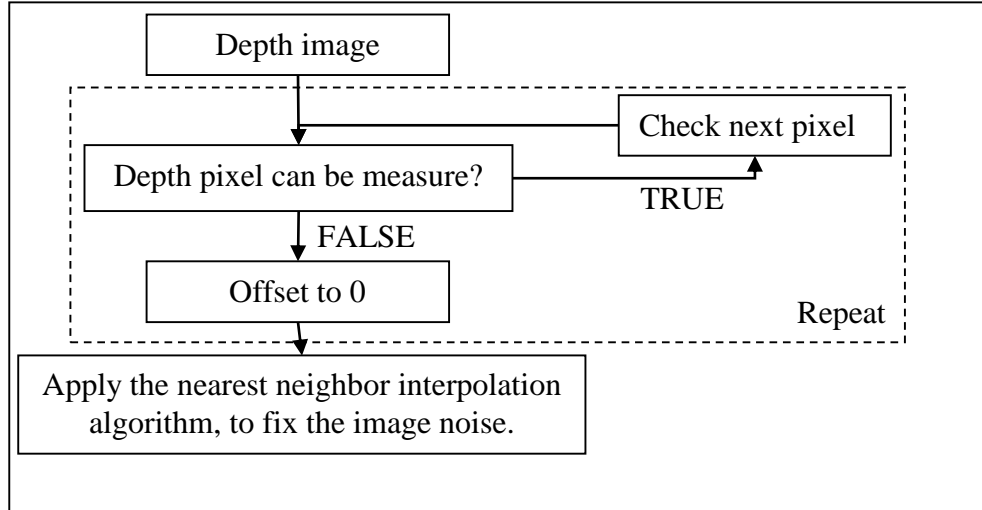 Depth image
Check next pixel
Depth pixel can be measure?
TRUE
FALSE
Offset to 0
Repeat
Apply the nearest neighbor interpolation
algorithm, to fix the image noise.